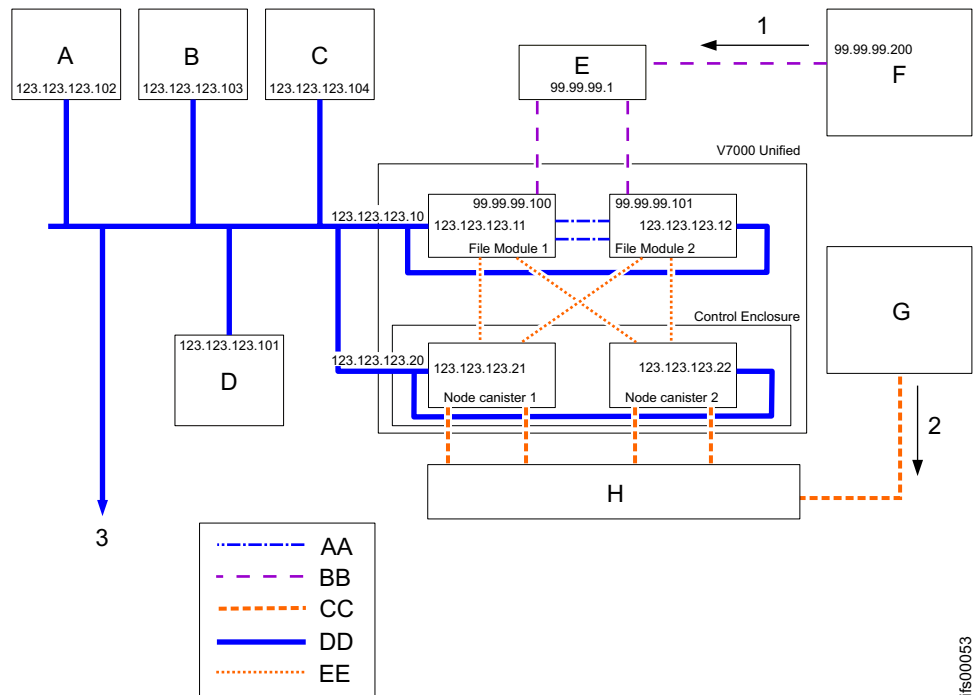 A
123.123.123.102
B
123.123.123.103
C
123.123.123.104
E
99.99.99.1
1
99.99.99.200
F
V7000 Unified
123.123.123.10
99.99.99.100
123.123.123.11
File Module 1
99.99.99.101
123.123.123.12
File Module 2
G
123.123.123.101
D
Control Enclosure
123.123.123.20
123.123.123.21
Node canister 1
123.123.123.22
Node canister 2
2
H
3
AA
BB
CC
DD
EE
ifs00053